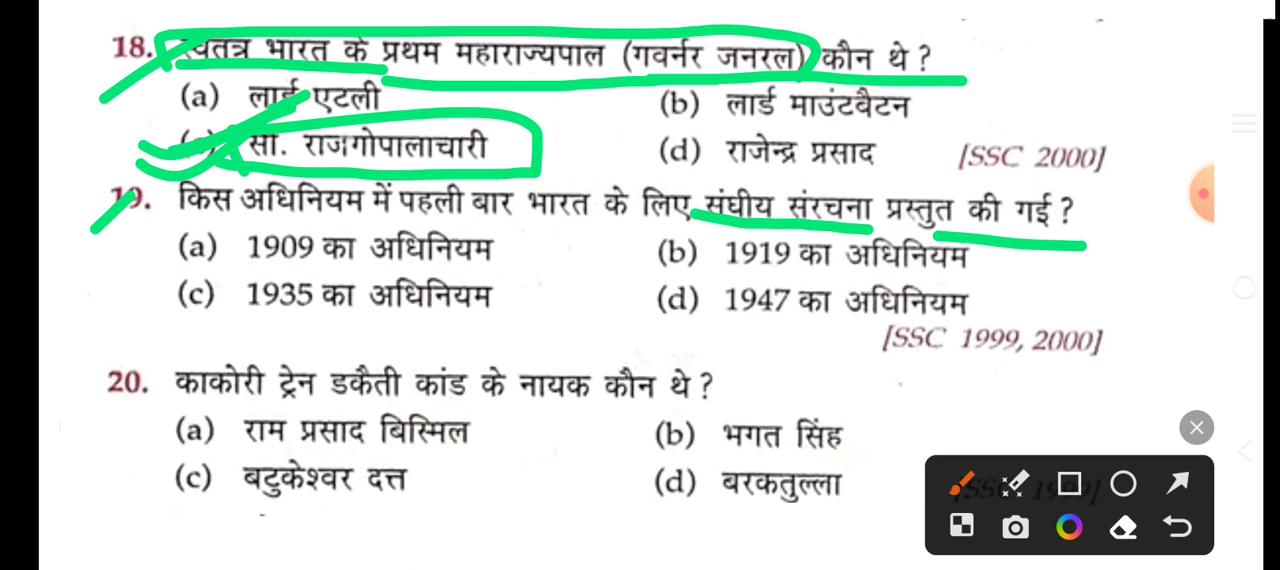 18. स्वतंत्र भारत के प्रथम महाराज्यपाल (गवर्नर जनरल) कौन थे ?
(a) लार्ड एटली (b) लार्ड माउंटबैटन
सी. राजगोपालाचारी (d) राजेन्द्र प्रसाद [SSC 2000]
19. किस अधिनियम में पहली बार भारत के लिए संघीय संरचना प्रस्तुत की गई ?
(a) 1909 का अधिनियम (b) 1919 का अधिनियम
(c) 1935 का अधिनियम (d) 1947 का अधिनियम
[SSC 1999, 2000]
20. काकोरी ट्रेन डकैती कांड के नायक कौन थे ?
(a) राम प्रसाद बिस्मिल (b) भगत सिंह
(c) बटुकेश्वर दत्त (d) बरकतुल्ला